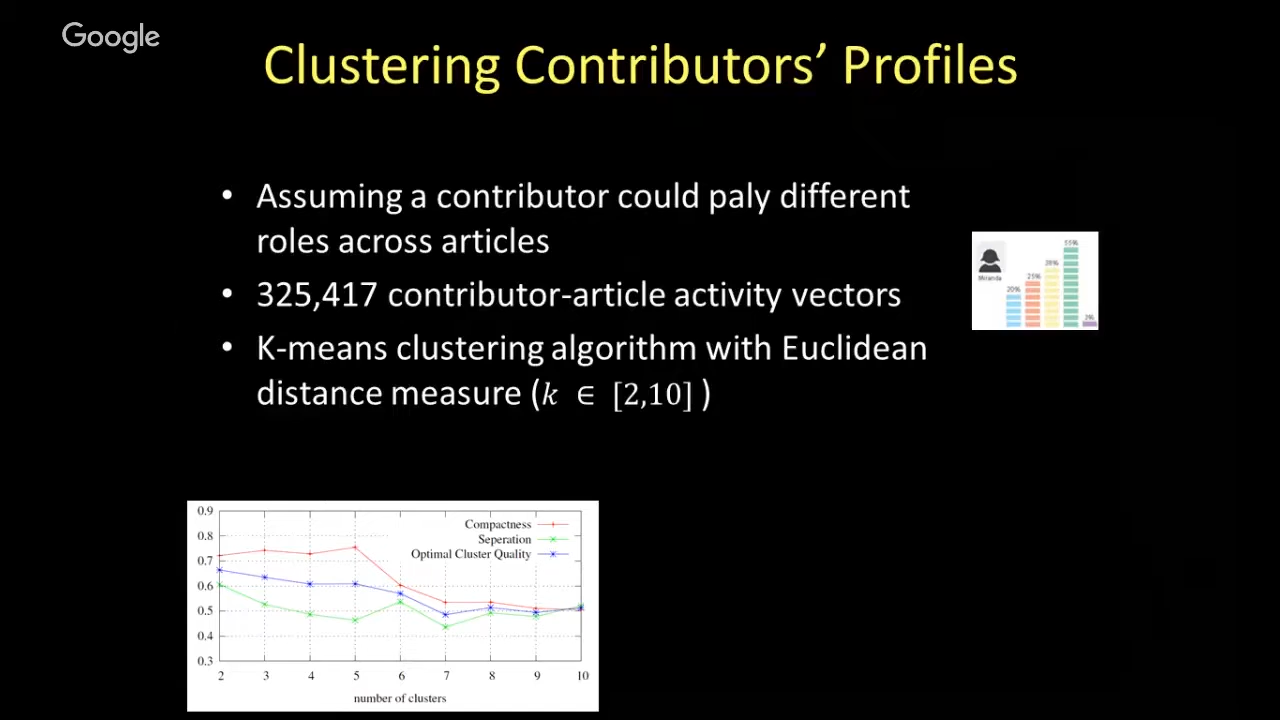 Google
Clustering Contributors’ Profiles
• Assuming a contributor could paly different
roles across articles
• 325,417 contributor-article activity vectors
• K-means clustering algorithm with Euclidean
distance measure (k ∈ [2,10] )
55%
28%
25%
20%
2%
Miranda
0.9
0.8
0.7
0.6
0.5
0.4
0.3
Compactness
Seperation
Optimal Cluster Quality
2 3 4 5 6 7 8 9 10
number of clusters